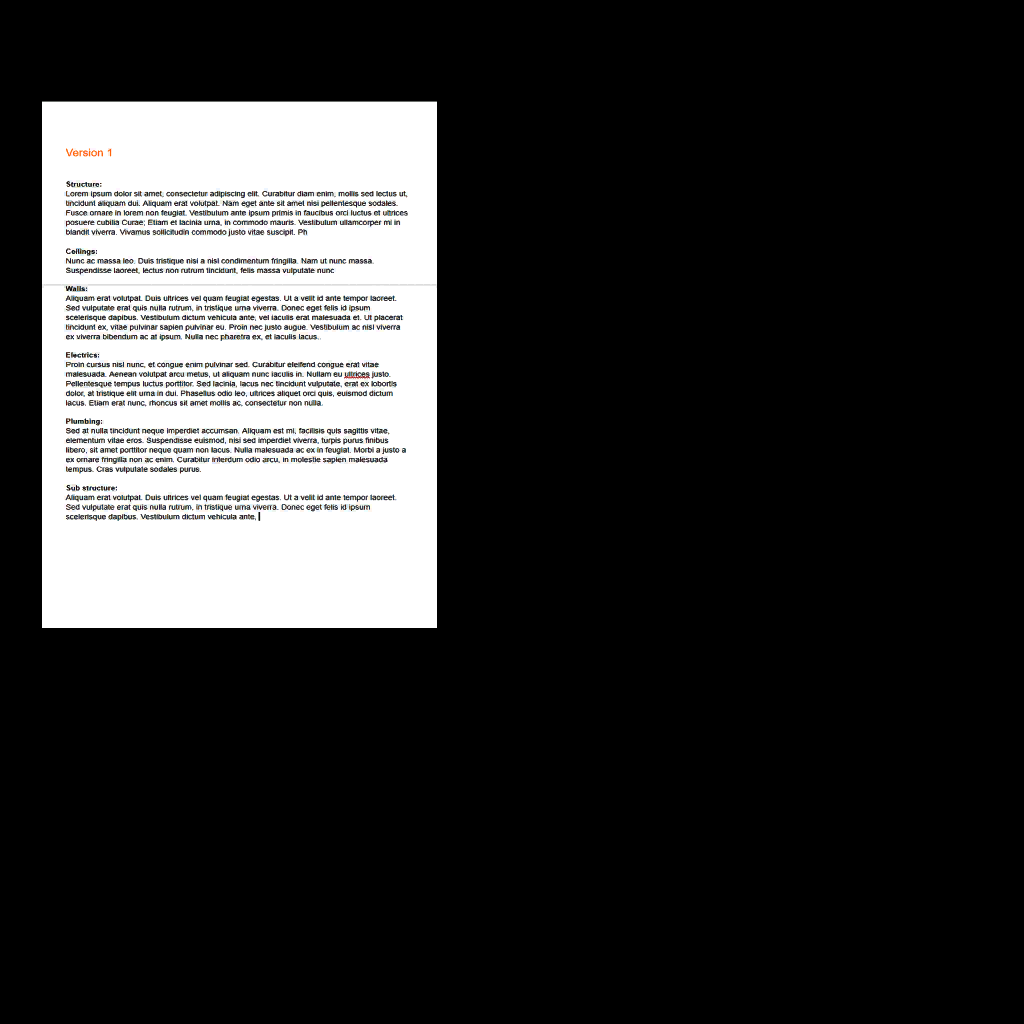 Version 1
Structure:
Lorem ipsum dolor sit amet, consectetur adipiscing elit. Curabitur diam enim, mollis sed lectus ut,
tincidunt aliquam dui. Aliquam erat volutpat. Nam eget ante sit amet nisi pellentesque sodales.
Fusce ornare in lorem non feugiat. Vestibulum ante ipsum primis in faucibus orci luctus et ultrices
posuere cubilia Curae; Etiam et lacinia urna, in commodo mauris. Vestibulum ullamcorper mi in
blandit viverra. Vivamus sollicitudin commodo justo vitae suscipit. Ph
Ceilings:
Nunc ac massa leo. Duis tristique nisi a nisl condimentum fringilla. Nam ut nunc massa.
Suspendisse laoreet, lectus non rutrum tincidunt, felis massa vulputate nunc
Walls:
Aliquam erat volutpat. Duis ultrices vel quam feugiat egestas. Ut a velit id ante tempor laoreet.
Sed vulputate erat quis nulla rutrum, in tristique urna viverra. Donec eget felis id ipsum
scelerisque dapibus. Vestibulum dictum vehicula ante, vel iaculis erat malesuada et. Ut placerat
tincidunt ex, vitae pulvinar sapien pulvinar eu. Proin nec justo augue. Vestibulum ac nisi viverra
ex viverra bibendum ac at ipsum. Nulla nec pharetra ex, et iaculis lacus..
Electrics:
Proin cursus nisl nunc, et congue enim pulvinar sed. Curabitur eleifend congue erat vitae
malesuada. Aenean volutpat arcu metus, ut aliquam nunc iaculis in. Nullam eu ultrices justo.
Pellentesque tempus luctus porttitor. Sed lacinia, lacus nec tincidunt vulputate, erat ex lobortis
dolor, at tristique elit urna in dui. Phasellus odio leo, ultrices aliquet orci quis, euismod dictum
lacus. Etiam erat nunc, rhoncus sit amet mollis ac, consectetur non nulla.
Plumbing:
Sed at nulla tincidunt neque imperdiet accumsan. Aliquam est mi, facilisis quis sagittis vitae,
elementum vitae eros. Suspendisse euismod, nisi sed imperdiet viverra, turpis purus finibus
libero, sit amet porttitor neque quam non lacus. Nulla malesuada ac ex in feugiat. Morbi a justo a
ex ornare fringilla non ac enim. Curabitur interdum odio arcu, in molestie sapien malesuada
tempus. Cras vulputate sodales purus.
Sub structure:
Aliquam erat volutpat. Duis ultrices vel quam feugiat egestas. Ut a velit id ante tempor laoreet.
Sed vulputate erat quis nulla rutrum, in tristique urna viverra. Donec eget felis id ipsum
scelerisque dapibus. Vestibulum dictum vehicula ante,